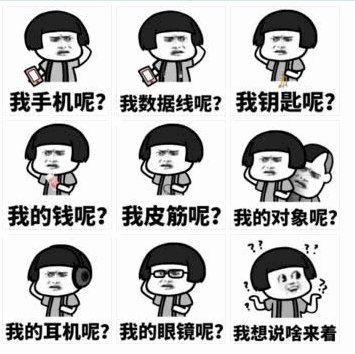 我手机呢?
我数据线呢?
我钥匙呢?
我的钱呢?
我皮筋呢?
我的对象呢?
我的耳机呢?
我的眼镜呢?
? ? ? ?
我想说啥来着